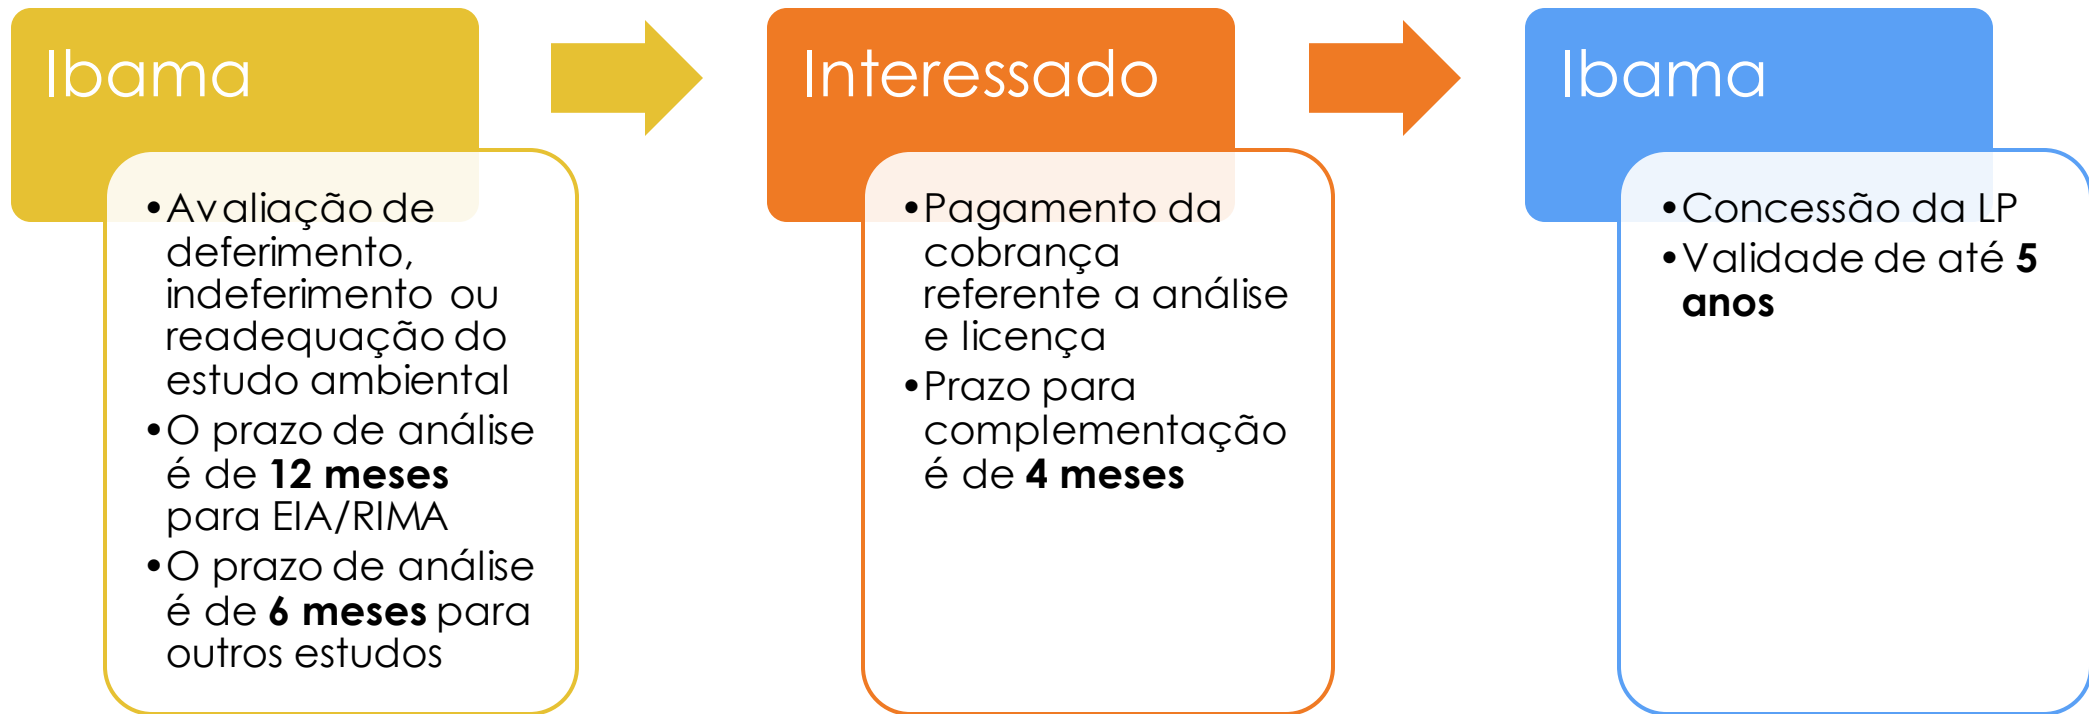 Ibama
•Avaliação de
deferimento,
indeferimento ou
readequação do
estudo ambiental
•O prazo de análise
é de 12 meses
para EIA/RIMA
•O prazo de análise
é de 6 meses para
outros estudos
Interessado
•Pagamento da
cobrança
referente a análise
e licença
•Prazo para
complementação
é de 4 meses
Ibama
•Concessão da LP
•Validade de até 5
anos